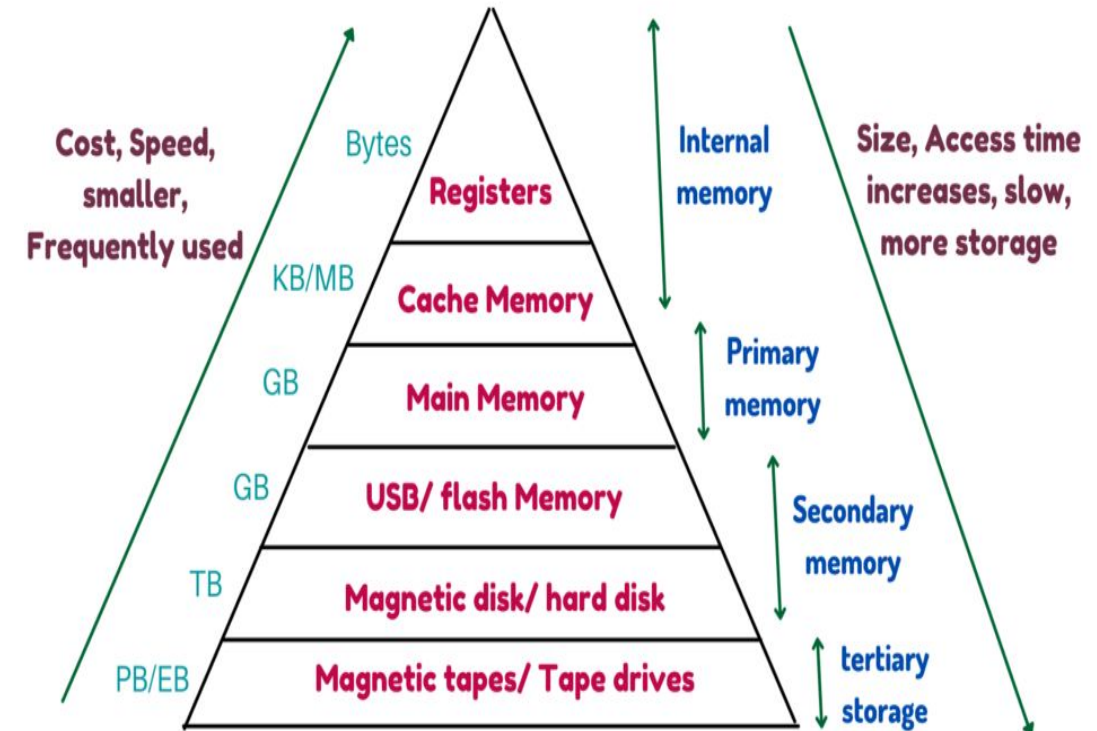 Cost, Speed,
smaller,
Frequently used
Bytes
Registers
KB/MB
Cache Memory
GB
Main Memory
GB
USB/ flash Memory
TB
Magnetic disk/ hard disk
PB/EB
Magnetic tapes/ Tape drives
Internal
memory
Primary
memory
Secondary
memory
tertiary
storage
Size, Access time
increases, slow,
more storage